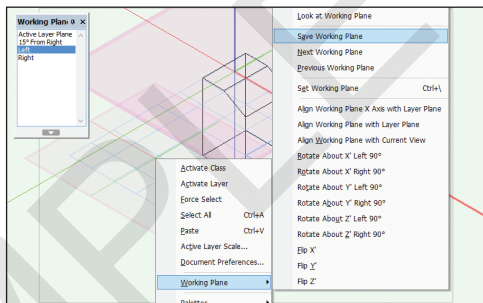 Working Plan
Active Layer Plane
15° From Right
Left
Right
Look at Working Plane
Save Working Plane
Next Working Plane
Previous Working Plane
Set Working Plane Ctrl+\
Align Working Plane X Axis with Layer Plane
Align Working Plane with Layer Plane
Align Working Plane with Current View
Rotate About X' Left 90°
Rotate About X' Right 90°
Rotate About Y' Left 90°
Rotate About Y' Right 90°
Rotate About Z' Left 90°
Rotate About Z' Right 90°
Flip X'
Flip Y'
Flip Z'
Activate Class
Activate Layer
Force Select
Select All Ctrl+A
Paste Ctrl+V
Active Layer Scale...
Document Preferences...
Working Plane
Palettes